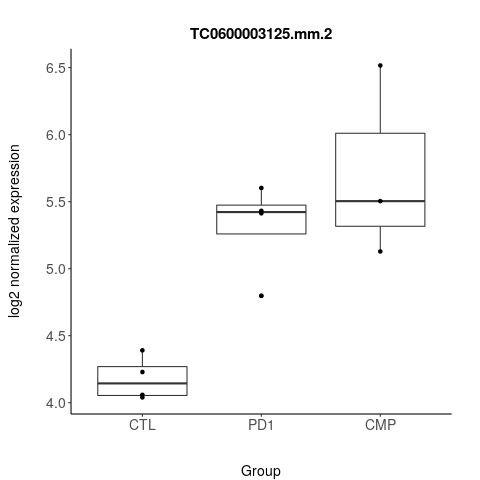 TC0600003125.mm.2
log2 normalized expression
6.5
6.0
5.5
5.0
4.5
4.0
CTL PD1 CMP
Group